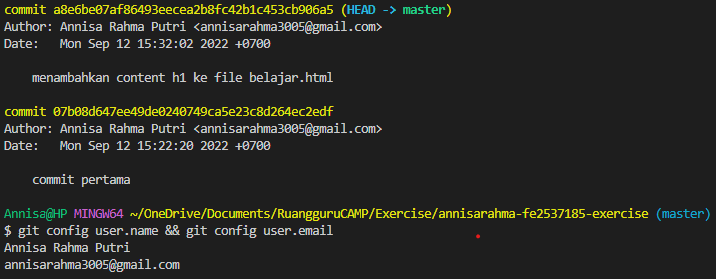 commit a8e6be07af86493eecea2b8fc42b1c453cb906a5 (HEAD -> master)
Author: Annisa Rahma Putri <annisarahma3005@gmail.com>
Date:   Mon Sep 12 15:32:02 2022 +0700
    menambahkan content h1 ke file belajar.html
commit 07b08d647ee49de0240749ca5e23c8d264ec2edf
Author: Annisa Rahma Putri <annisarahma3005@gmail.com>
Date:   Mon Sep 12 15:22:20 2022 +0700
    commit pertama
Annisa@HP MINGW64 ~/OneDrive/Documents/RuangguruCAMP/Exercise/annisarahma-fe2537185-exercise (master)
$ git config user.name && git config user.email
Annisa Rahma Putri
annisarahma3005@gmail.com